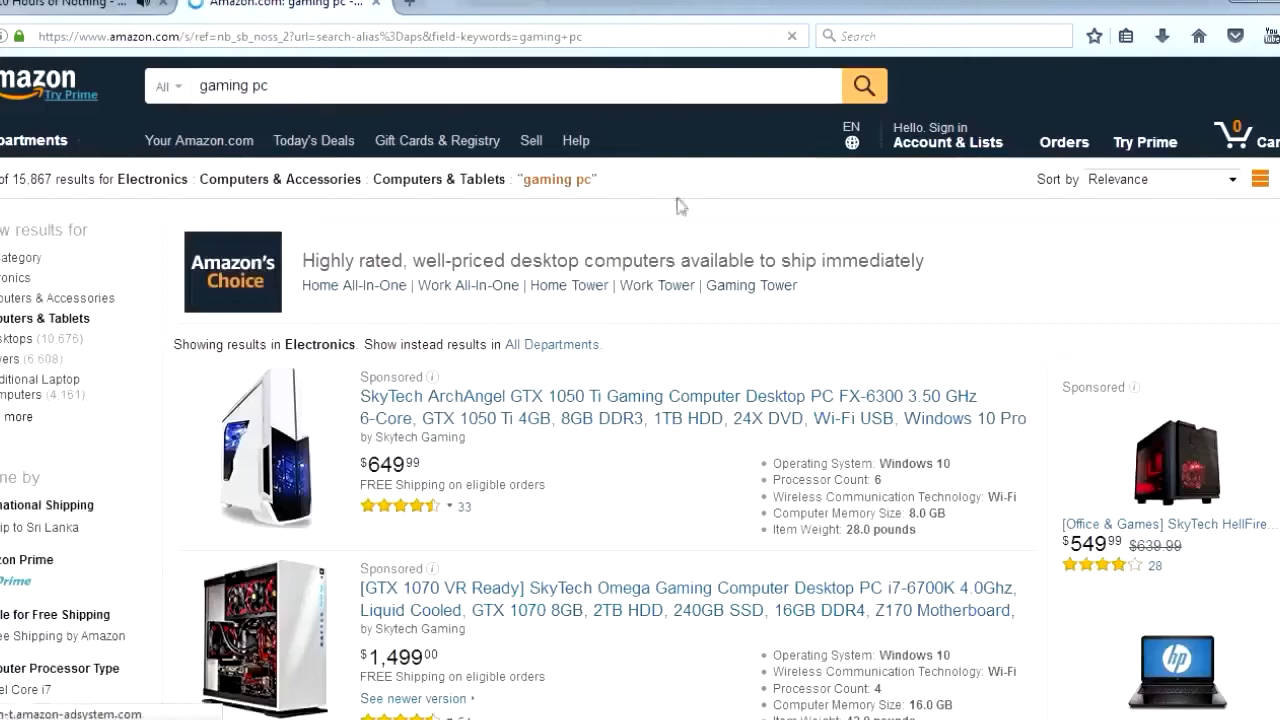 10 Hours of Nothing - ...
Amazon.com: gaming pc -...
https://www.amazon.com/s/ref=nb_sb_noss_2?url=search-alias%3Daps&field-keywords=gaming+pc
Search
You
mazon
Try Prime
All
gaming pc
partments
Your Amazon.com
Today's Deals
Gift Cards & Registry
Sell
Help
EN
Hello. Sign in
Account & Lists
Orders
Try Prime
0
Car
of 15,867 results for Electronics : Computers & Accessories : Computers & Tablets : "gaming pc"
Sort by Relevance
w results for
ategory
ronics
puters & Accessories
puters & Tablets
sktops (10,676)
wers (6,608)
ditional Laptop
mputers (4,161)
more
ne by
national Shipping
ip to Sri Lanka
zon Prime
Prime
le for Free Shipping
ee Shipping by Amazon
puter Processor Type
el Core i7
n-t.amazon-adsystem.com
Amazon's
Choice
Highly rated, well-priced desktop computers available to ship immediately
Home All-In-One | Work All-In-One | Home Tower | Work Tower | Gaming Tower
Showing results in Electronics. Show instead results in All Departments.
Sponsored
SkyTech ArchAngel GTX 1050 Ti Gaming Computer Desktop PC FX-6300 3.50 GHz
6-Core, GTX 1050 Ti 4GB, 8GB DDR3, 1TB HDD, 24X DVD, Wi-Fi USB, Windows 10 Pro
by Skytech Gaming
$649 99
FREE Shipping on eligible orders
33
Operating System: Windows 10
Processor Count: 6
Wireless Communication Technology: Wi-Fi
Computer Memory Size: 8.0 GB
Item Weight: 28.0 pounds
Sponsored
[GTX 1070 VR Ready] SkyTech Omega Gaming Computer Desktop PC i7-6700K 4.0Ghz,
Liquid Cooled, GTX 1070 8GB, 2TB HDD, 240GB SSD, 16GB DDR4, Z170 Motherboard,
by Skytech Gaming
$1,499 00
FREE Shipping on eligible orders
See newer version
Operating System: Windows 10
Wireless Communication Technology: Wi-Fi
Processor Count: 4
Computer Memory Size: 16.0 GB
Sponsored
[Office & Games] SkyTech HellFire...
$549 99 $639.99
28
hp